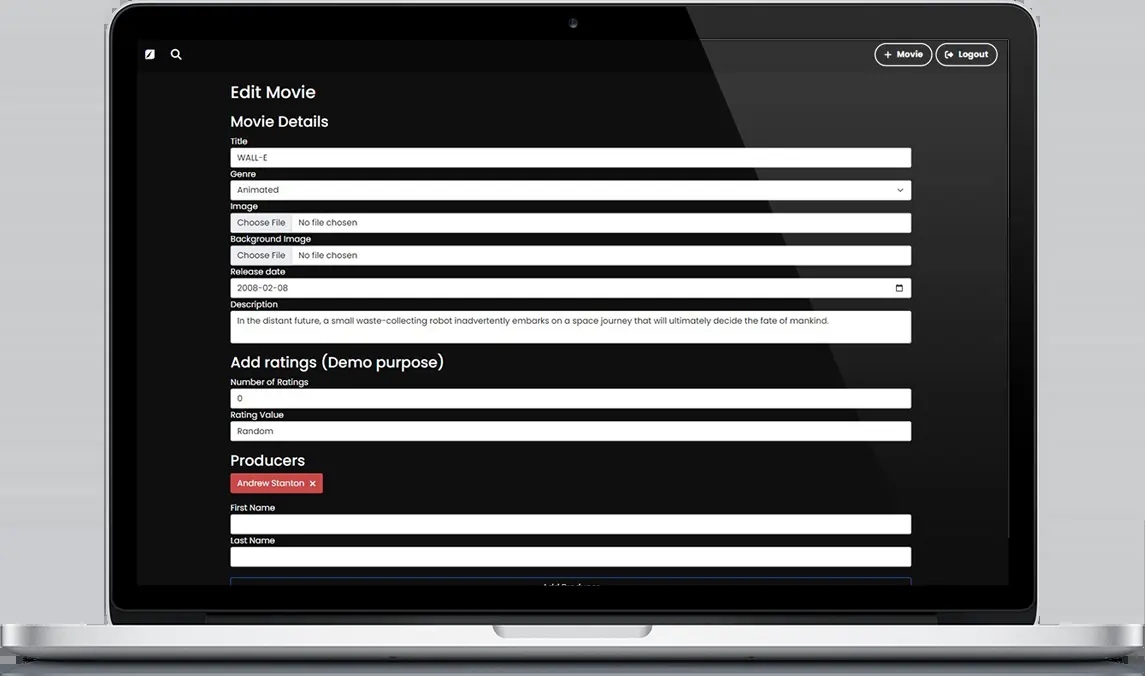 + Movie
Logout
Edit Movie
Movie Details
Title
WALL-E
Genre
Animated
Image
Choose File No file chosen
Background Image
Choose File No file chosen
Release date
2008-02-08
Description
In the distant future, a small waste-collecting robot inadvertently embarks on a space journey that will ultimately decide the fate of mankind.
Add ratings (Demo purpose)
Number of Ratings
0
Rating Value
Random
Producers
Andrew Stanton ×
First Name
Last Name